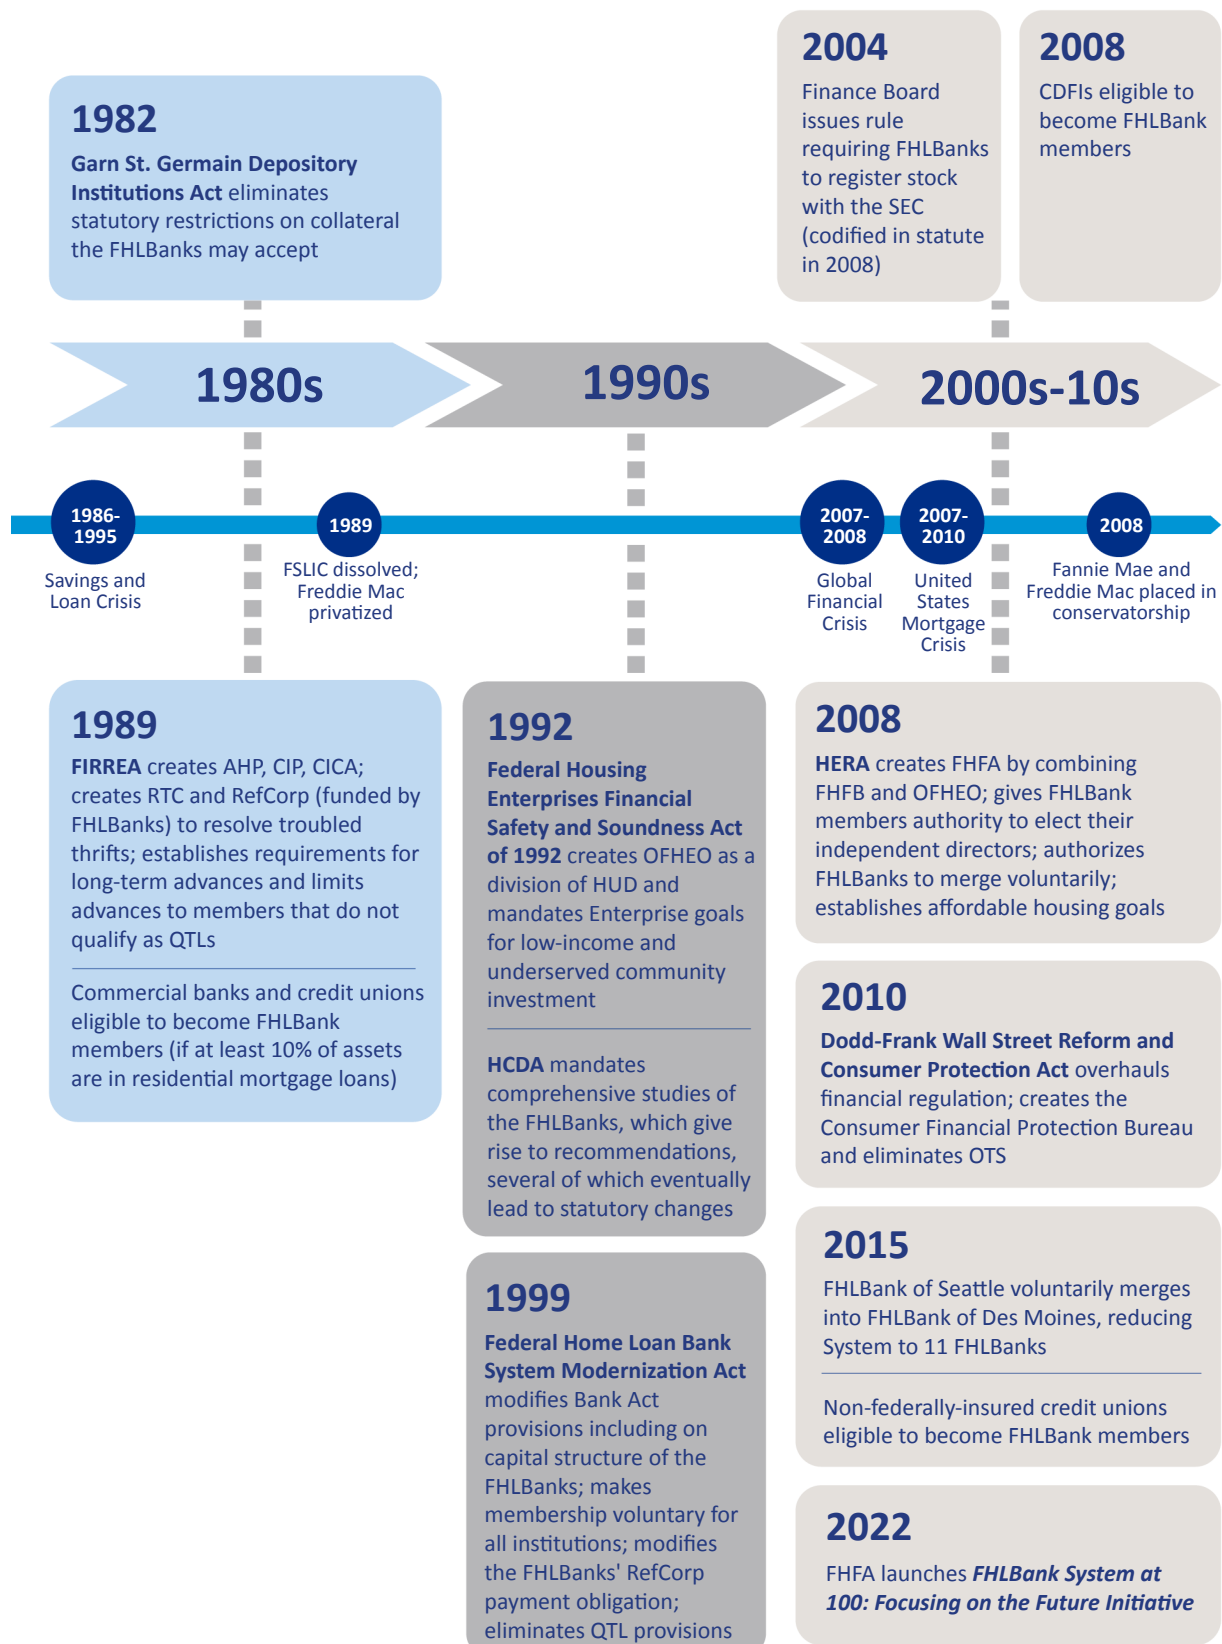 1982
Garn St. Germain Depository
Institutions Act eliminates
statutory restrictions on collateral
the FHLBanks may accept
2004
Finance Board
issues rule
requiring FHLBanks
to register stock
with the SEC
(codified in statute
in 2008)
2008
CDFIs eligible to
become FHLBank
members
1980s
1990s
2000s-10s
1986-
1995
Savings and
Loan Crisis
1989
FSLIC dissolved;
Freddie Mac
privatized
2007-
2008
Global
Financial
Crisis
2007-
2010
United
States
Mortgage
Crisis
2008
Fannie Mae and
Freddie Mac placed in
conservatorship
1989
FIRREA creates AHP, CIP, CICA;
creates RTC and RefCorp (funded by
FHLBanks) to resolve troubled
thrifts; establishes requirements for
long-term advances and limits
advances to members that do not
qualify as QTLs
Commercial banks and credit unions
eligible to become FHLBank
members (if at least 10% of assets
are in residential mortgage loans)
1992
Federal Housing
Enterprises Financial
Safety and Soundness Act
of 1992 creates OFHEO as a
division of HUD and
mandates Enterprise goals
for low-income and
underserved community
investment
HCDA mandates
comprehensive studies of
the FHLBanks, which give
rise to recommendations,
several of which eventually
lead to statutory changes
1999
Federal Home Loan Bank
System Modernization Act
modifies Bank Act
provisions including on
capital structure of the
FHLBanks; makes
membership voluntary for
all institutions; modifies
the FHLBanks' RefCorp
payment obligation;
eliminates QTL provisions
2008
HERA creates FHFA by combining
FHFB and OFHEO; gives FHLBank
members authority to elect their
independent directors; authorizes
FHLBanks to merge voluntarily;
establishes affordable housing goals
2010
Dodd-Frank Wall Street Reform and
Consumer Protection Act overhauls
financial regulation; creates the
Consumer Financial Protection Bureau
and eliminates OTS
2015
FHLBank of Seattle voluntarily merges
into FHLBank of Des Moines, reducing
System to 11 FHLBanks
Non-federally-insured credit unions
eligible to become FHLBank members
2022
FHFA launches FHLBank System at
100: Focusing on the Future Initiative